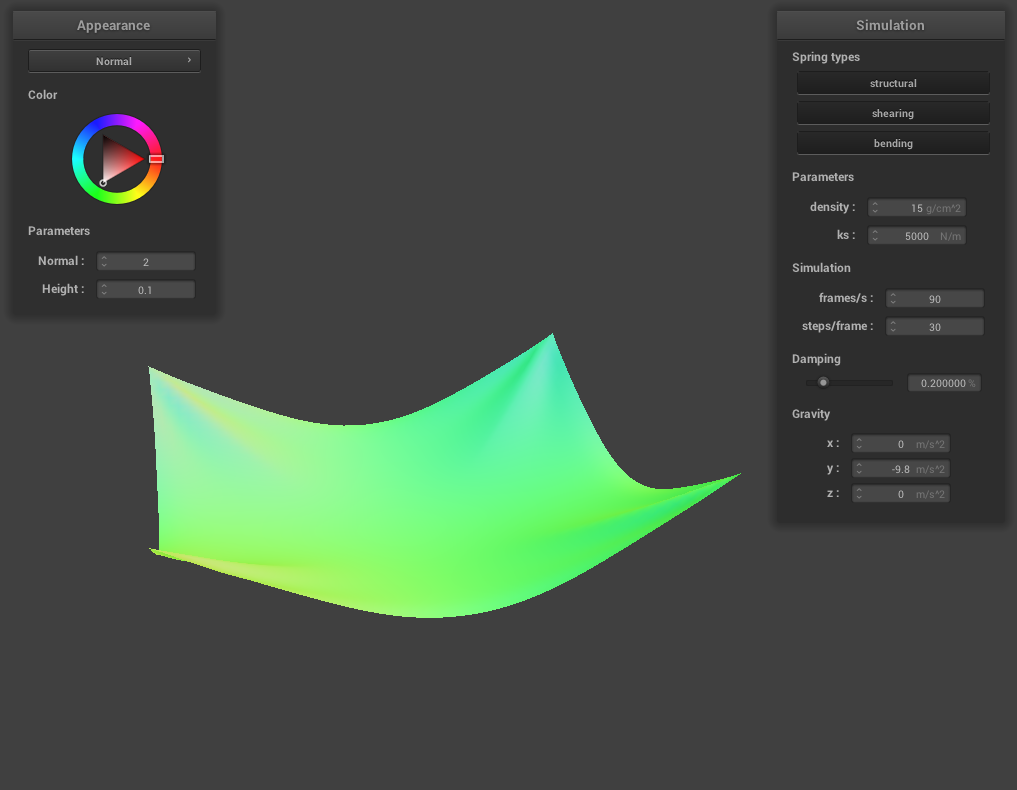 Appearance
Normal ›
Color
Parameters
Normal : 2
Height : 0.1
Simulation
Spring types
structural
shearing
bending
Parameters
density : 15 g/cm^2
ks : 5000 N/m
Simulation
frames/s : 90
steps/frame : 30
Damping
0.200000 %
Gravity
x : 0 m/s^2
y : -9.8 m/s^2
z : 0 m/s^2